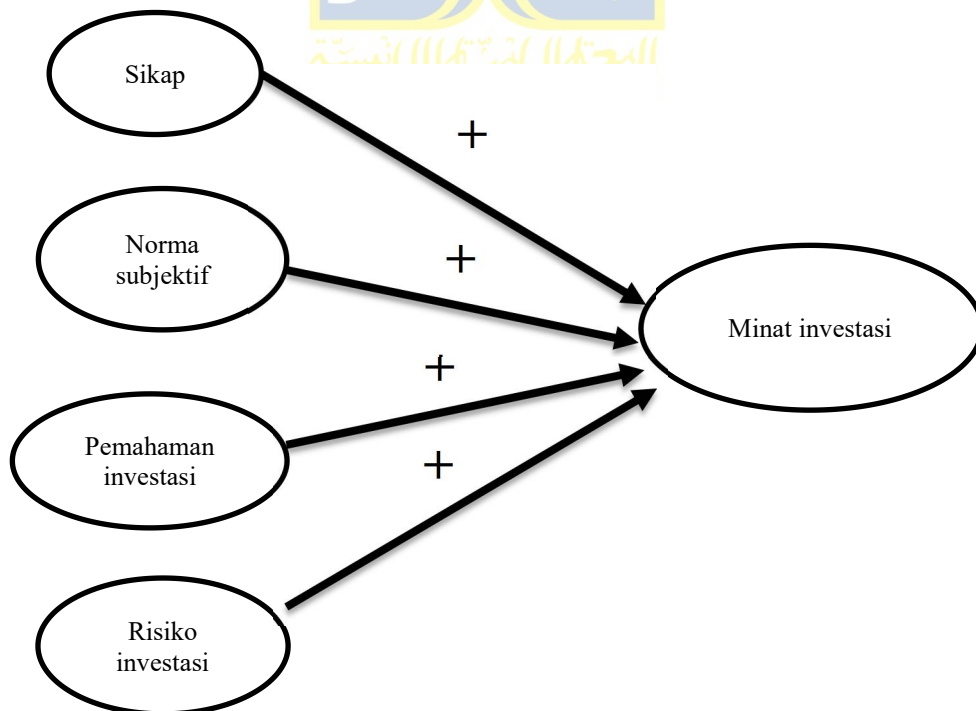 Sikap
+
Norma
subjektif
+
Minat investasi
+
Pemahaman
investasi
+
Risiko
investasi